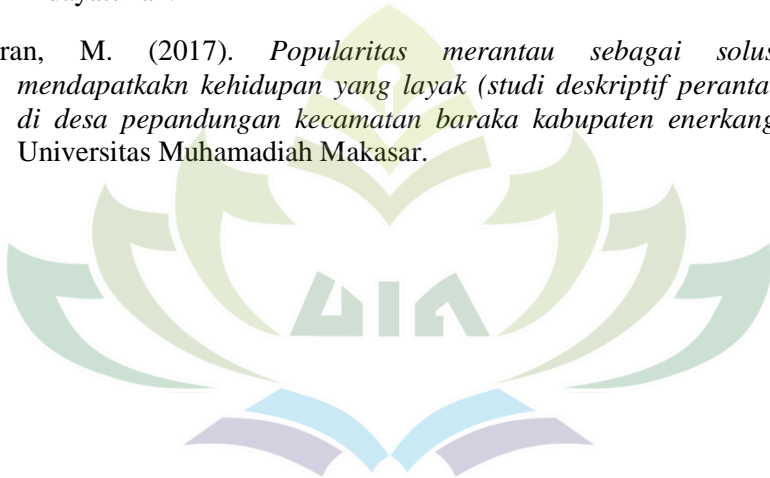 ran, M. (2017). Popularitas merantau sebagai solus
mendapatkakn kehidupan yang layak (studi deskriptif peranta
di desa pepandungan kecamatan baraka kabupaten enerkang
Universitas Muhamadiah Makasar.
UIN